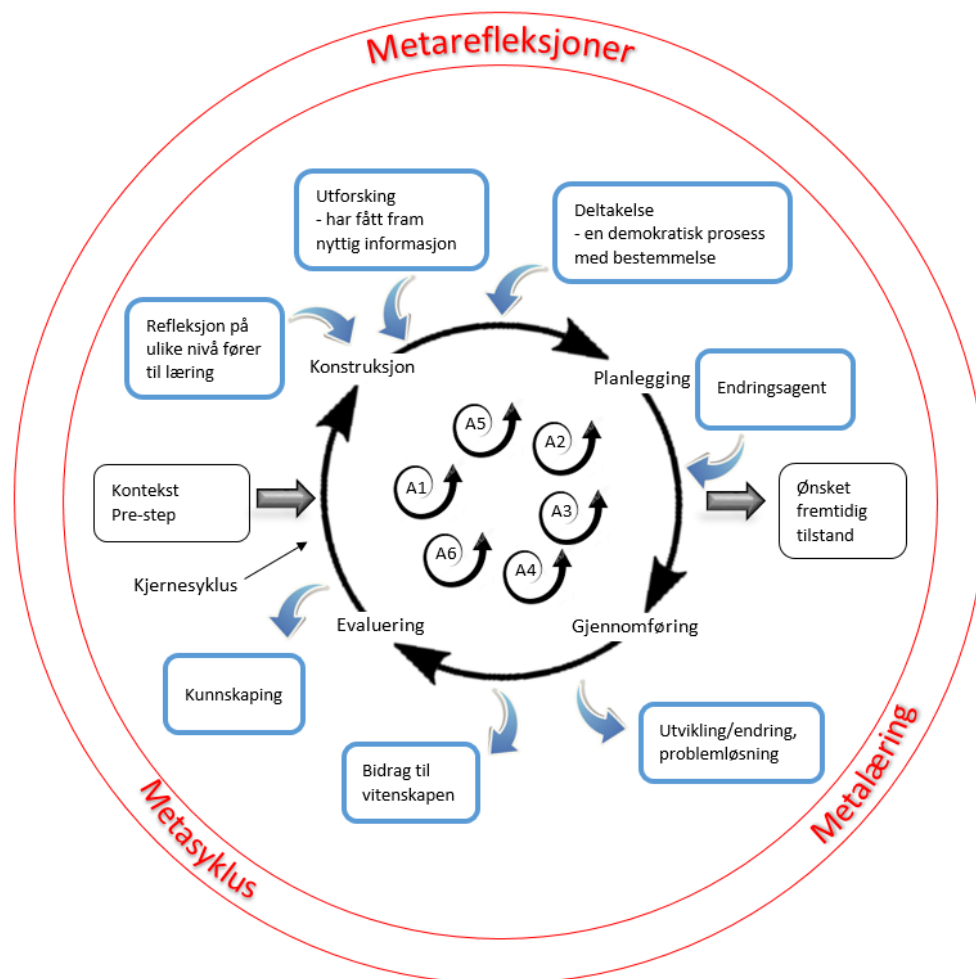 Metarefleksjoner
Utforsking
- har fått fram
nyttig informasjon
Deltakelse
- en demokratisk prosess
med bestemmelse
Refleksjon på
ulike nivå fører
til læring
Konstruksjon
Planlegging
Endringsagent
A5
A2
A1
A3
A6
A4
Kontekst
Pre-step
Ønsket
fremtidig
tilstand
Kjernesyklus
Evaluering
Gjennomføring
Kunnskaping
Utvikling/endring,
problemløsning
Bidrag til
vitenskapen
Metasyklus
Metalæring